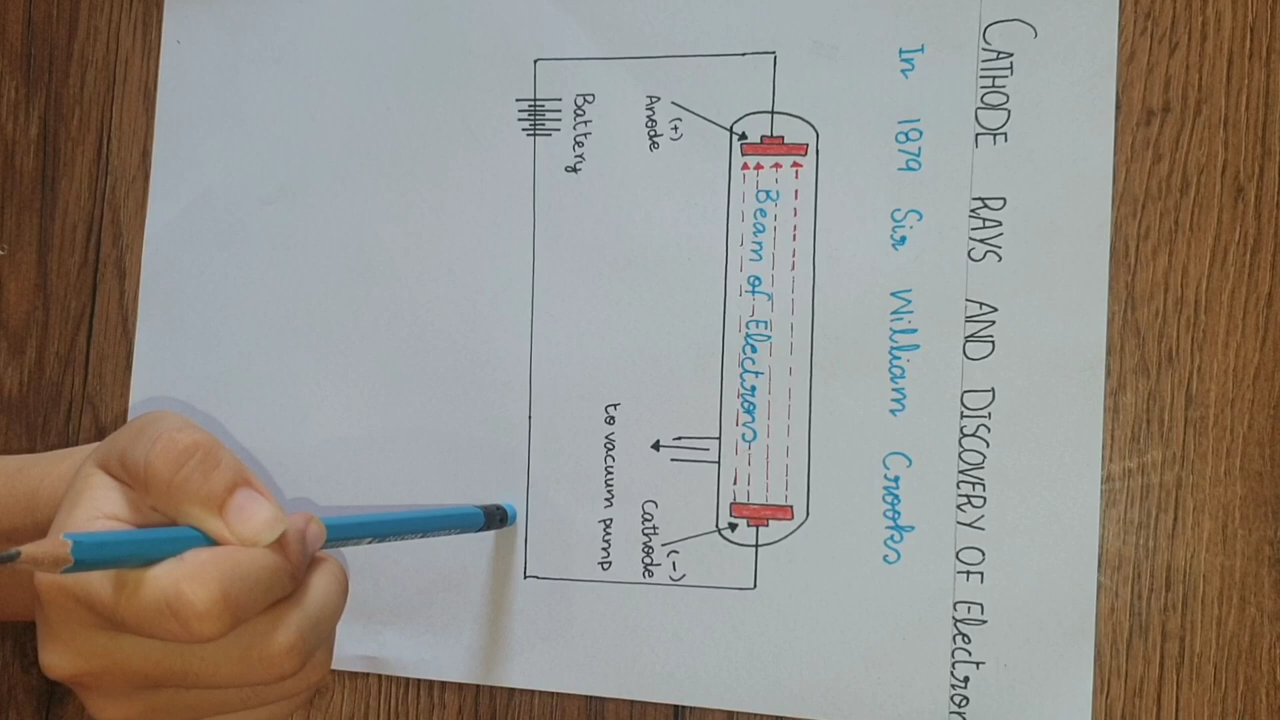 CATHODE RAYS AND DISCOVERY OF Electron
In 1879 Sir William Crooks
Beam of Electrons
(+)
Anode
(-)
Cathode
to vacuum pump
Battery